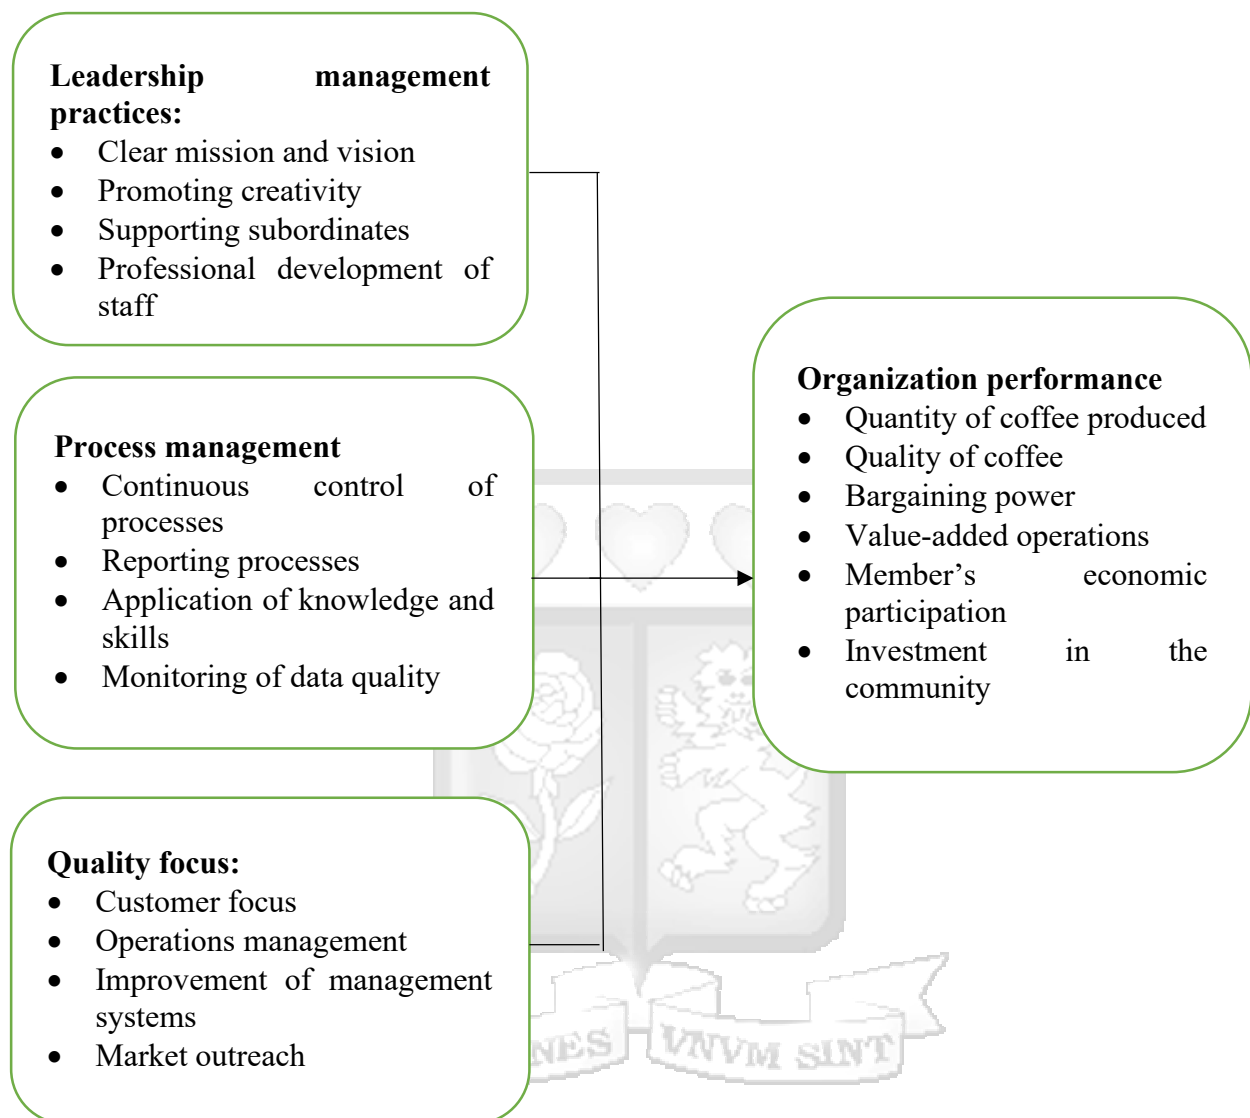 Leadership management
practices:
• Clear mission and vision
• Promoting creativity
• Supporting subordinates
• Professional development of
staff
Process management
• Continuous control of
processes
• Reporting processes
• Application of knowledge and
skills
• Monitoring of data quality
Quality focus:
• Customer focus
• Operations management
• Improvement of management
systems
• Market outreach
Organization performance
• Quantity of coffee produced
• Quality of coffee
• Bargaining power
• Value-added operations
• Member’s economic
participation
• Investment in the
community
VNVM SINT